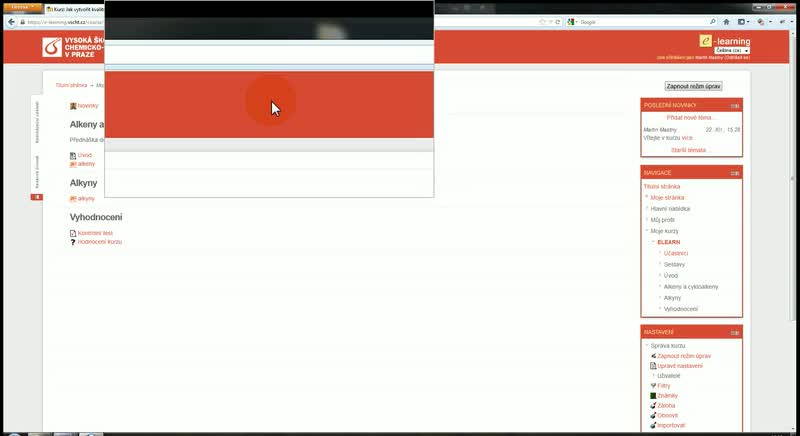 Kurz: Jak vytvořit kvalit
https://e-learning.vscht.cz/course/
Google
VYSOKÁ ŠKO
CHEMICKO-
V PRAZE
e-learning
Čeština (cs)
Jste přihlášeni jako Martin Mastny (Odhlásit se)
Titulní stránka → Mo
Zapnout režim úprav
Novinky
Alkeny a
Přednáška do
Úvod
alkeny
Alkyny
alkyny
Vyhodnocení
Kontrolní test
Hodnocení kurzu
POSLEDNÍ NOVINKY
Přidat nové téma...
Martin Mastny
22. XII., 15.28
Vítejte v kurzu více...
Starší témata ...
NAVIGACE
Titulní stránka
Moje stránka
Hlavní nabídka
Můj profil
Moje kurzy
ELEARN
Účastníci
Sestavy
Úvod
Alkeny a cykloalkeny
Alkyny
Vyhodnocení
NASTAVENÍ
Správa kurzu
Zapnout režim úprav
Upravit nastavení
Uživatelé
Filtry
Známky
Záloha
Obnovit
Importovat